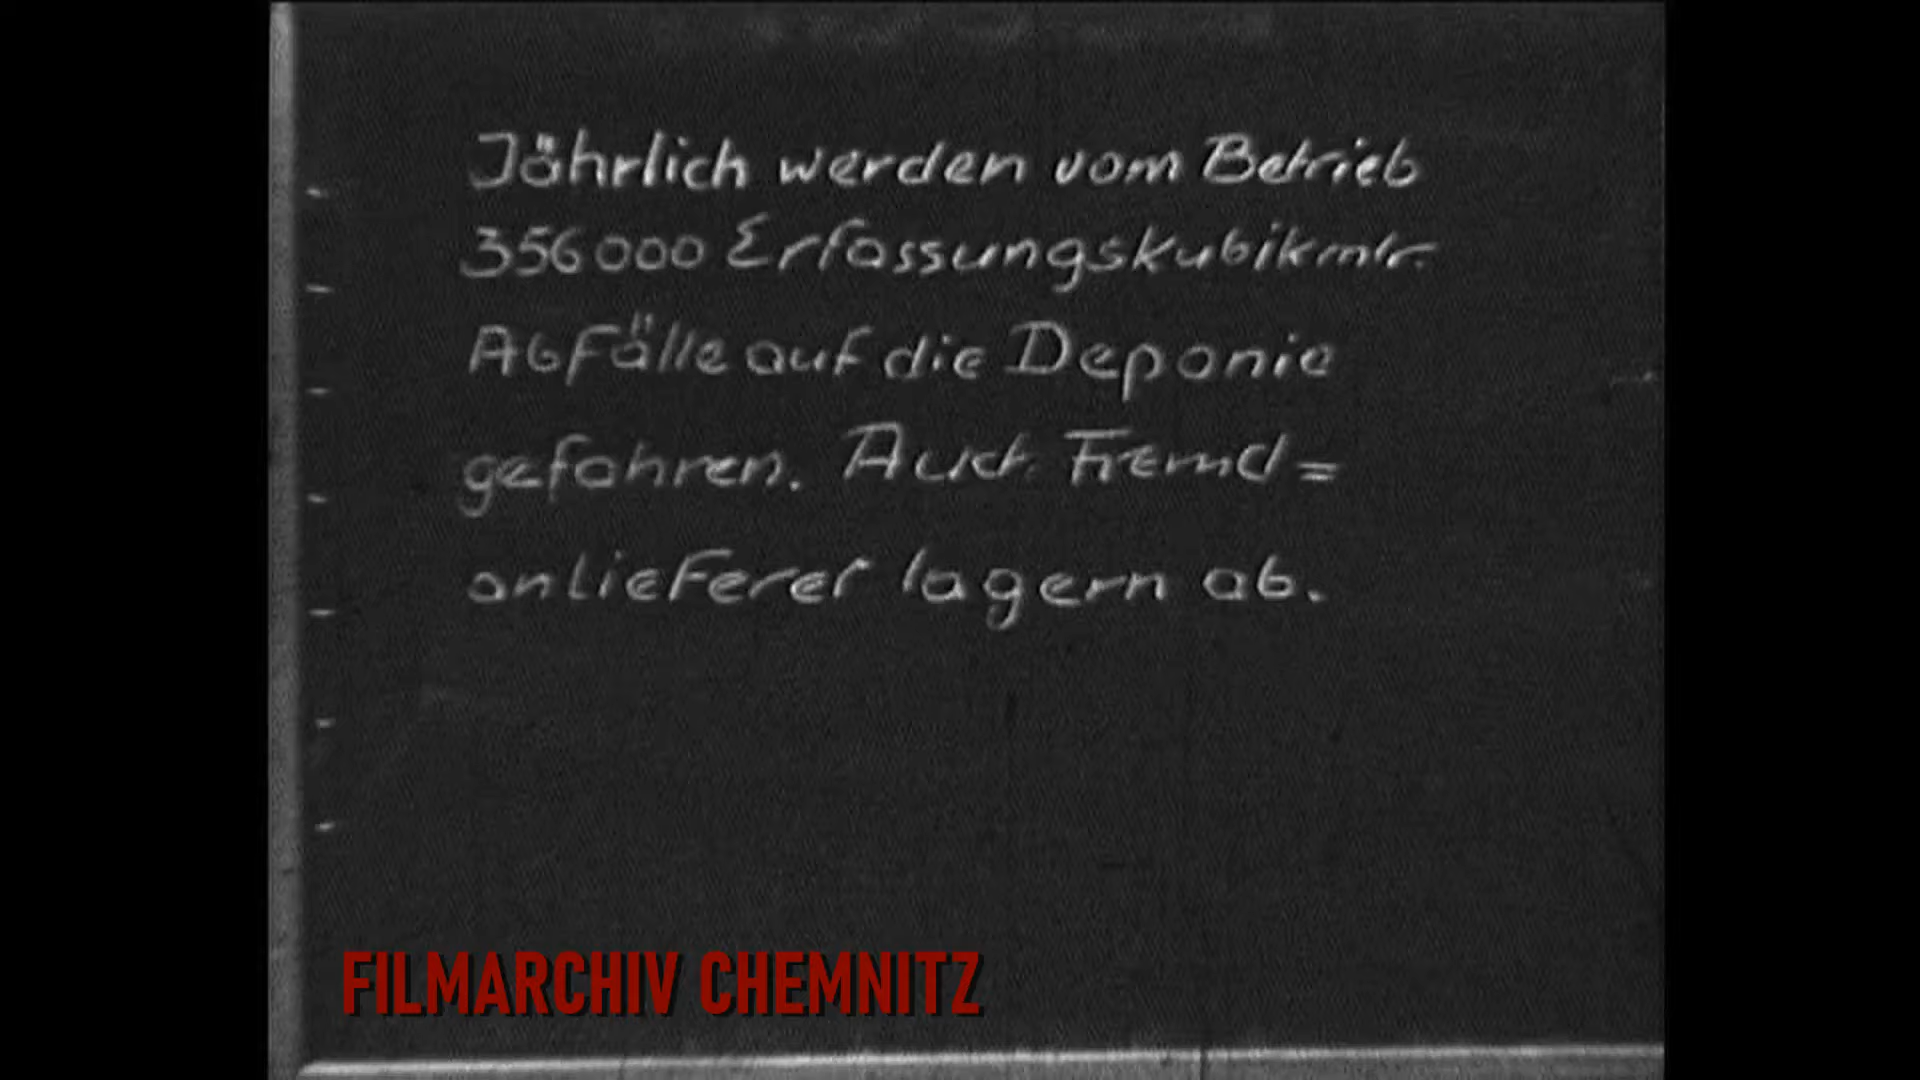 Jährlich werden vom Betrieb
356000 Erfassungskubikmtr.
Abfälle auf die Deponie
gefahren. Auch Fremd=
anlieferer lagern ab.
FILMARCHIV CHEMNITZ